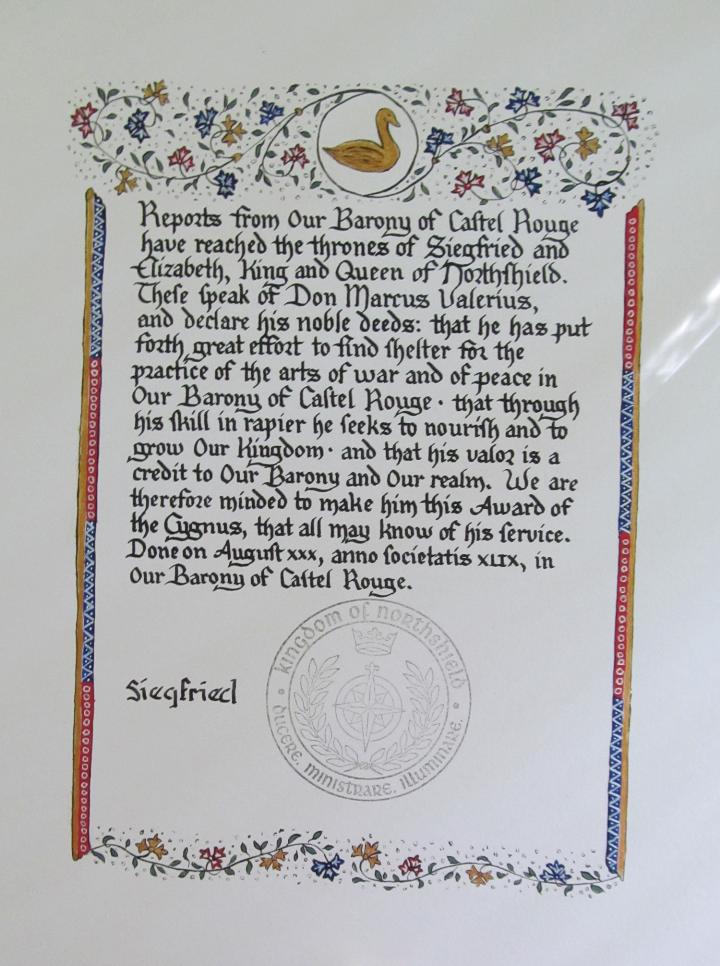 Reports from Our Barony of Caſtel Rouge
have reached the thrones of Siegfried and
Elizabeth, King and Queen of Northſhield.
Theſe ſpeak of Don Marcus Valerius,
and declare his noble deeds: that he has put
forth great effort to find ſhelter for the
practice of the arts of war and of peace in
Our Barony of Caſtel Rouge · that through
his ſkill in rapier he ſeeks to nouriſh and to
grow Our Kingdom · and that his valor is a
credit to Our Barony and Our realm. We are
therefore minded to make him this Award of
the Cygnus, that all may know of his ſervice.
Done on Auguſt xxx, anno ſocietatis XLIX, in
Our Barony of Caſtel Rouge.
kingdom of northshield
Siegfried
ducere, ministrare, illuminare.